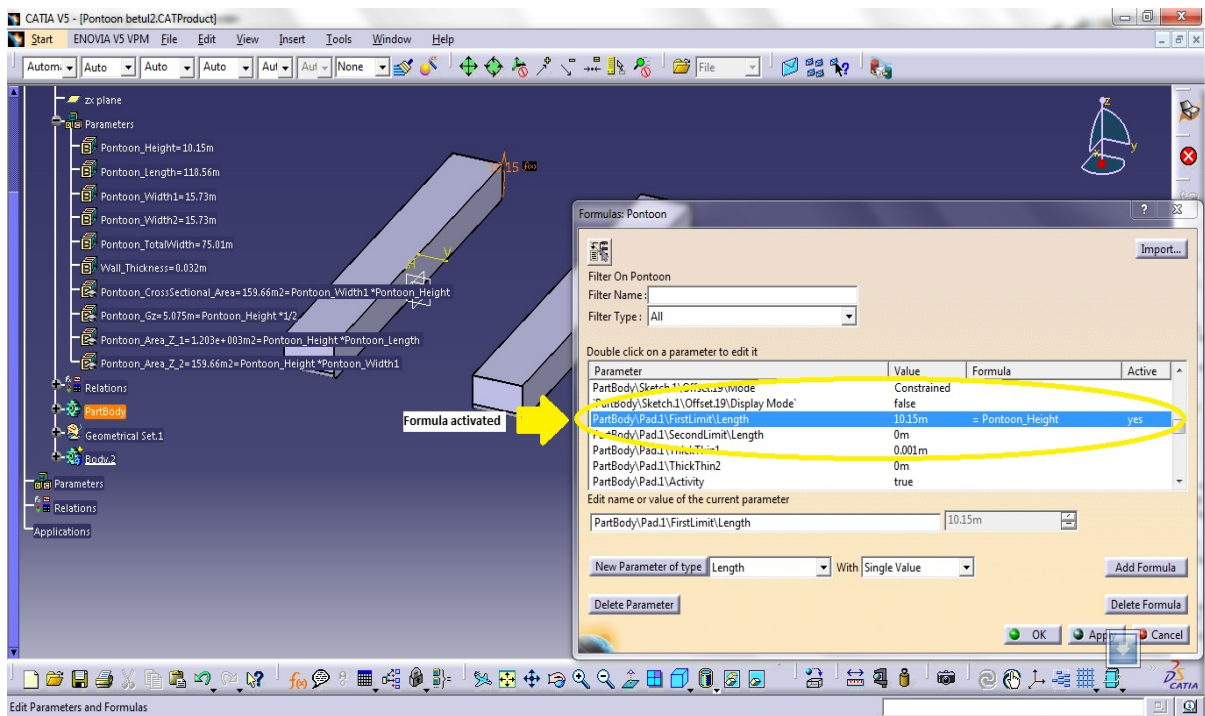 CATIA V5 - [Pontoon betul2.CATProduct]
Start ENOVIA V5 VPM File Edit View Insert Tools Window Help
Autom Auto Auto Auto Aut Aut None File
zx plane
Parameters
Pontoon_Height=10.15m
Pontoon_Length=118.56m
Pontoon_Width1=15.73m
Pontoon_Width2=15.73m
Pontoon_TotalWidth=75.01m
Wall_Thickness=0.032m
Pontoon_CrossSectional_Area=159.66m2=Pontoon_Width1 *Pontoon_Height
Pontoon_Gz=5.075m=Pontoon_Height *1/2
Pontoon_Area_Z_1=1.203e+003m2=Pontoon_Height *Pontoon_Length
Pontoon_Area_Z_2=159.66m2=Pontoon_Height *Pontoon_Width1
Relations
PartBody
Geometrical Set.1
Body.2
Parameters
Relations
Applications
Formula activated
z
y
x
Formulas: Pontoon
Import...
Filter On Pontoon
Filter Name :
Filter Type : All
Double click on a parameter to edit it
Parameter Value Formula Active
PartBody\Sketch.1\Offset.19\Mode Constrained
`PartBody\Sketch.1\Offset.19\Display Mode` false
PartBody\Pad.1\FirstLimit\Length 10.15m = Pontoon_Height yes
PartBody\Pad.1\SecondLimit\Length 0m
PartBody\Pad.1\ThickThin1 0.001m
PartBody\Pad.1\ThickThin2 0m
PartBody\Pad.1\Activity true
Edit name or value of the current parameter
PartBody\Pad.1\FirstLimit\Length 10.15m
New Parameter of type Length With Single Value Add Formula
Delete Parameter Delete Formula
OK Apply Cancel
CATIA
Edit Parameters and Formulas